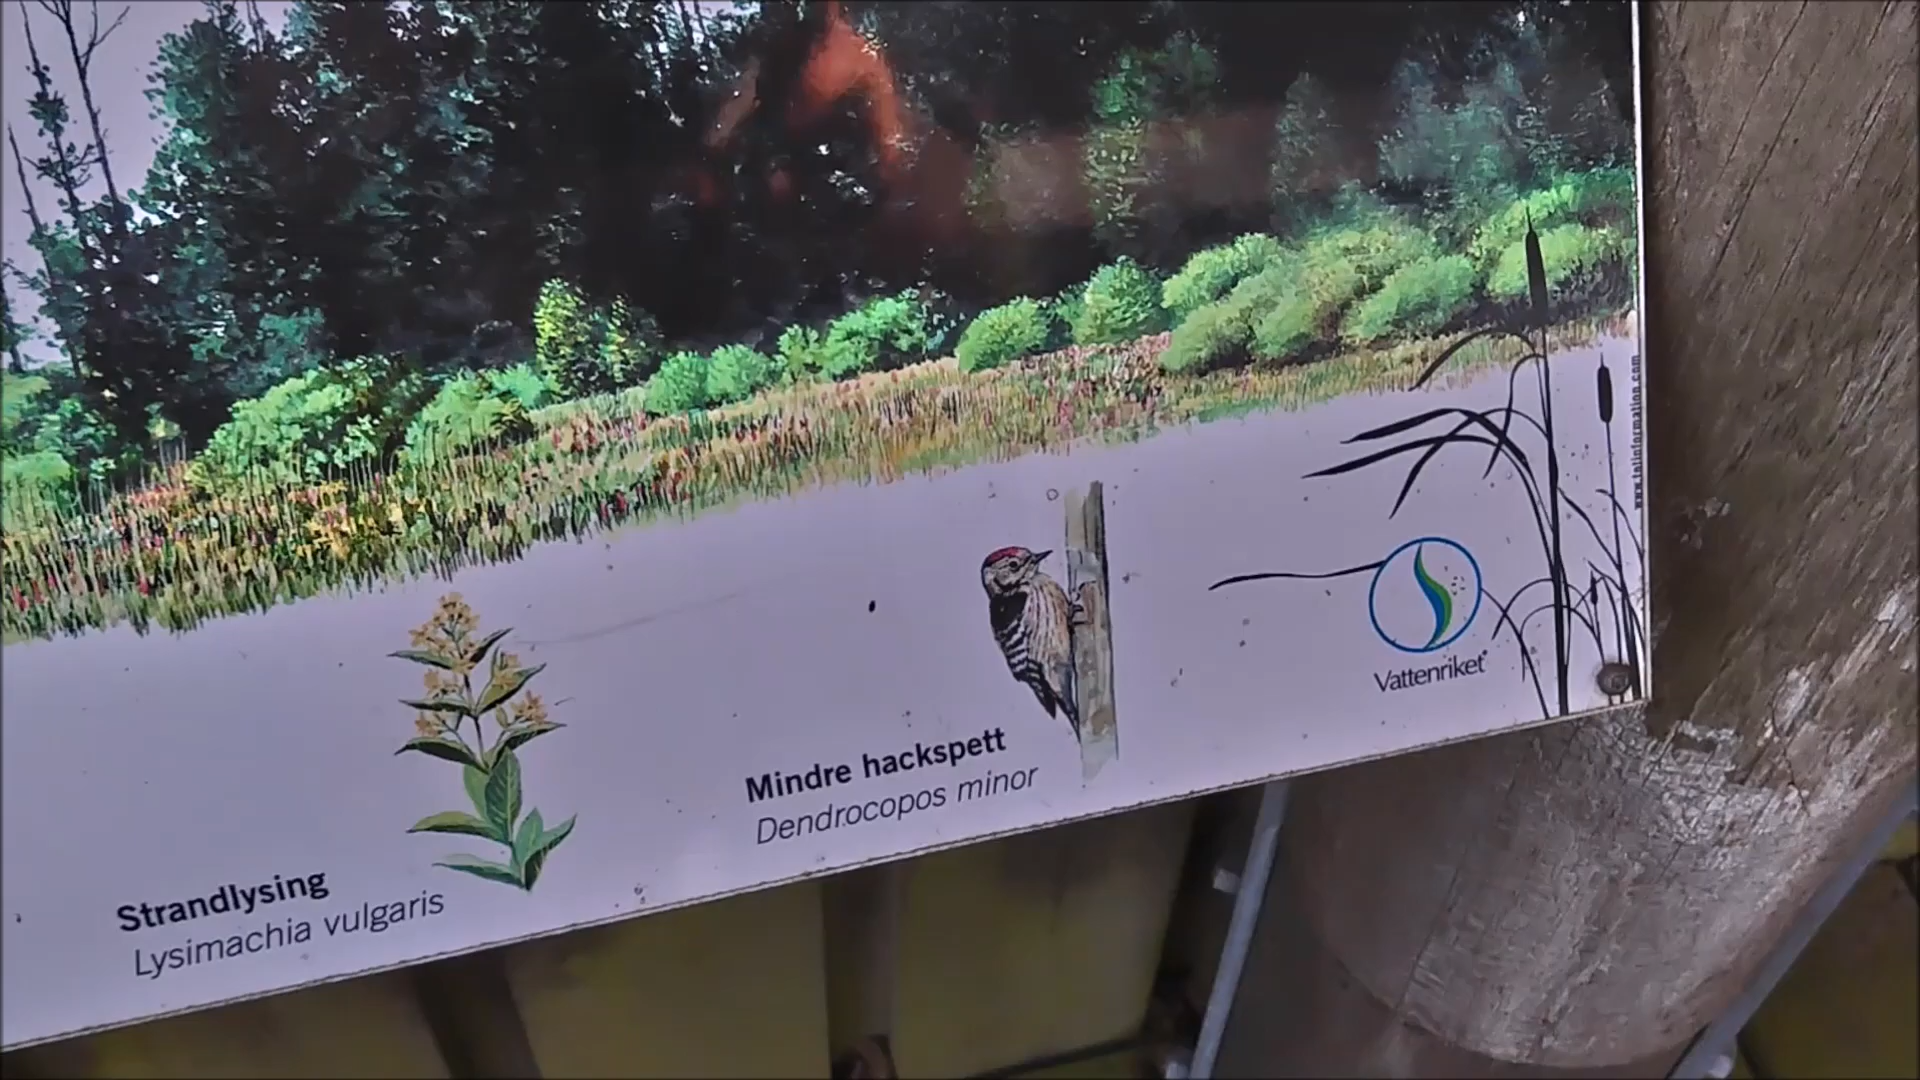 Strandlysing
Lysimachia vulgaris
Mindre hackspett
Dendrocopos minor
Vattenriket